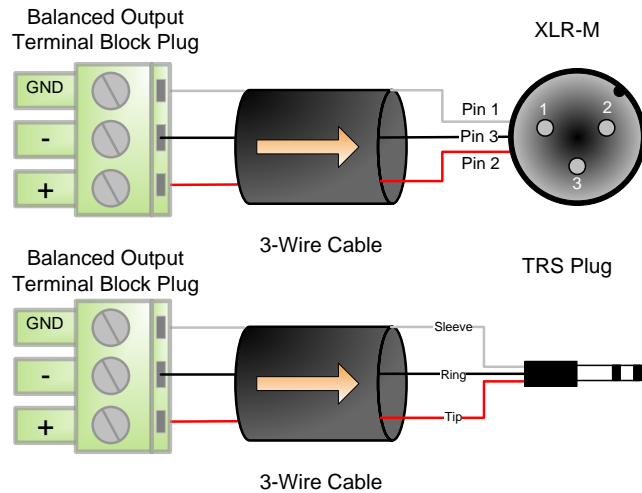 Balanced Output
Terminal Block Plug
XLR-M
GND
-
+
Pin 1
Pin 3
Pin 2
1
2
3
3-Wire Cable
Balanced Output
Terminal Block Plug
TRS Plug
GND
-
+
Sleeve
Ring
Tip
3-Wire Cable